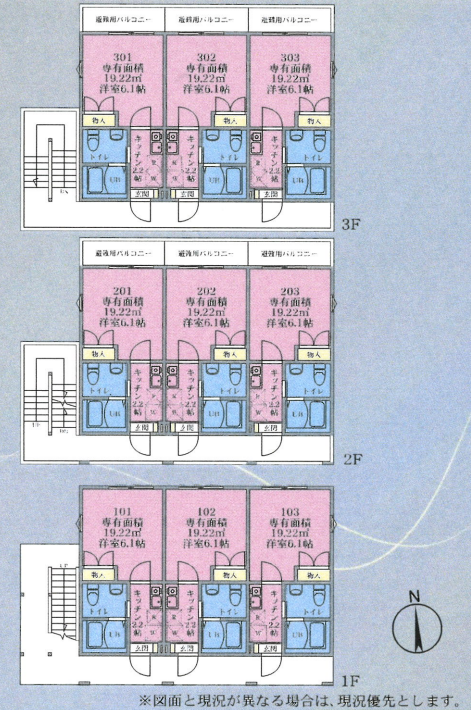 避難用バルコニー 避難用バルコニー 避難用バルコニー
301 302 303
専有面積 専有面積 専有面積
19.22㎡ 19.22㎡ 19.22㎡
洋室6.1帖 洋室6.1帖 洋室6.1帖
物入 物入 物入
トイレ キッチン2.2帖 キッチン2.2帖 トイレ キッチン2.2帖 トイレ
UB UB UB
玄関 玄関 玄関
3F
避難用バルコニー 避難用バルコニー 避難用バルコニー
201 202 203
専有面積 専有面積 専有面積
19.22㎡ 19.22㎡ 19.22㎡
洋室6.1帖 洋室6.1帖 洋室6.1帖
物入 物入 物入
トイレ キッチン2.2帖 キッチン2.2帖 トイレ キッチン2.2帖 トイレ
UB UB UB
玄関 玄関 玄関
2F
101 102 103
専有面積 専有面積 専有面積
19.22㎡ 19.22㎡ 19.22㎡
洋室6.1帖 洋室6.1帖 洋室6.1帖
物入 物入 物入
トイレ キッチン2.2帖 キッチン2.2帖 トイレ キッチン2.2帖 トイレ
UB UB UB
玄関 玄関 玄関
N
1F
※図面と現況が異なる場合は、現況優先とします。